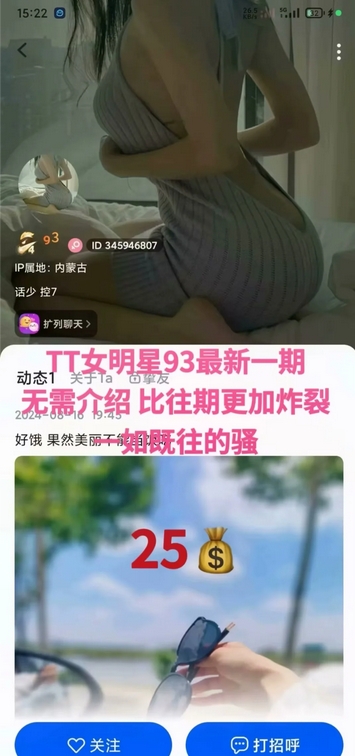 15:22
93
ID 345946807
IP属地：内蒙古
话少 控7
扩列聊天 >
TT女明星93最新一期
动态1 关于Ta 挚友
无需介绍 比往期更加炸裂
2024-08-16 19:45
一如既往的骚
好饿 果然美丽不能
25
关注
打招呼